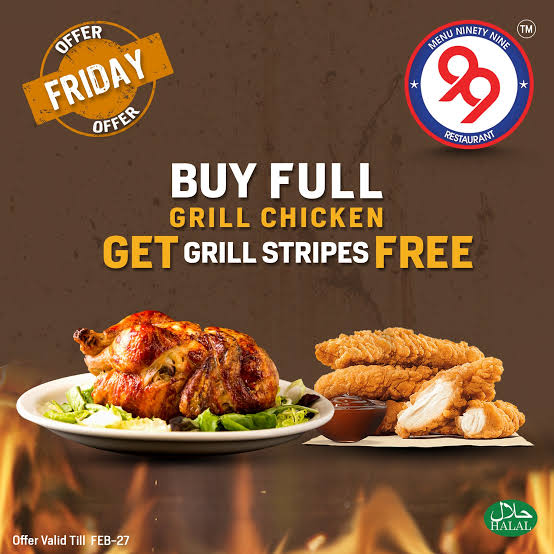 OFFER
FRIDAY
OFFER
MENU NINETY NINE
99
RESTAURANT
TM
BUY FULL
GRILL CHICKEN
GET GRILL STRIPES FREE
حلال
HALAL
Offer Valid Till FEB-27